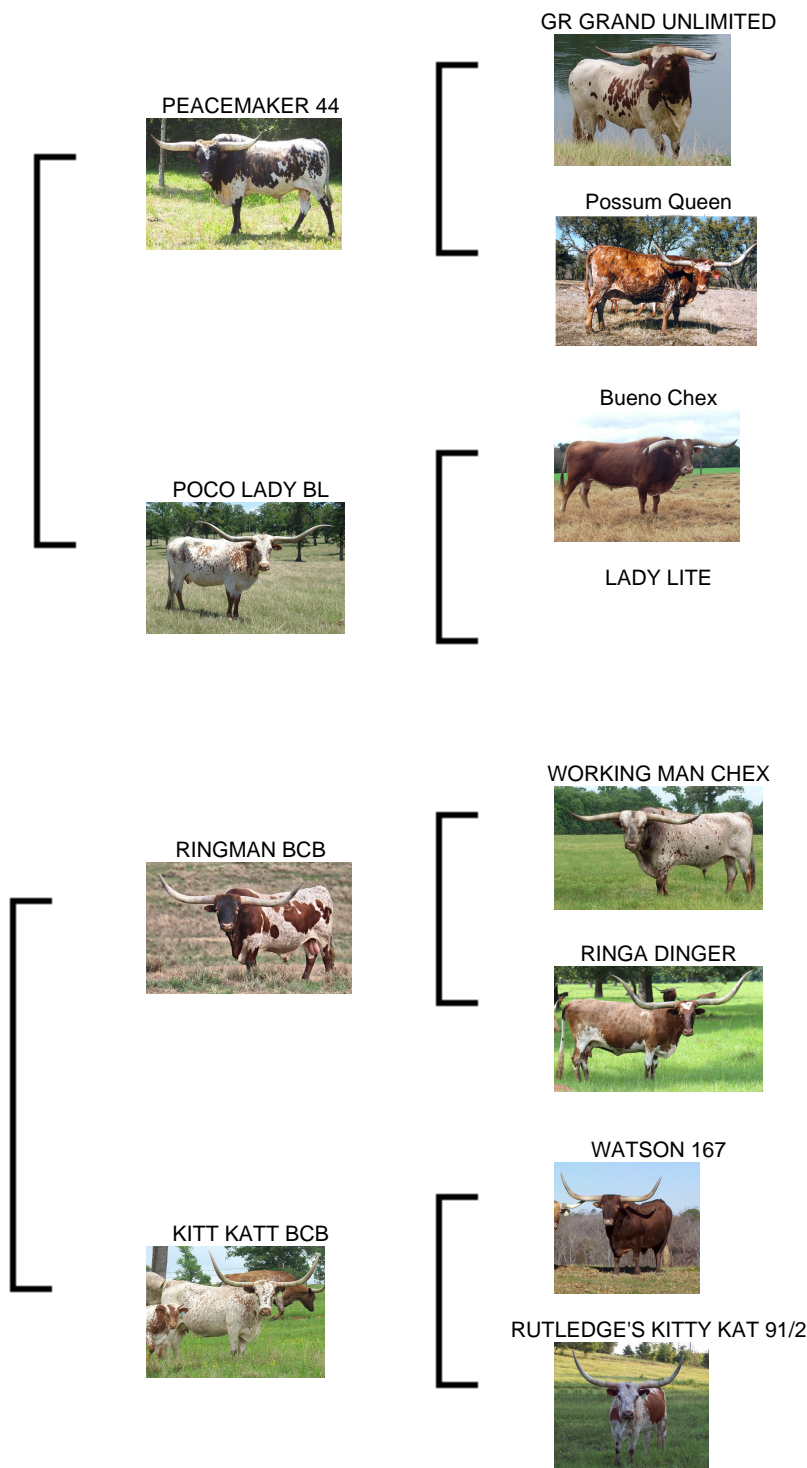 GR GRAND UNLIMITED
PEACEMAKER 44
Possum Queen
Bueno Chex
POCO LADY BL
LADY LITE
WORKING MAN CHEX
RINGMAN BCB
RINGA DINGER
WATSON 167
KITT KATT BCB
RUTLEDGE'S KITTY KAT 91/2